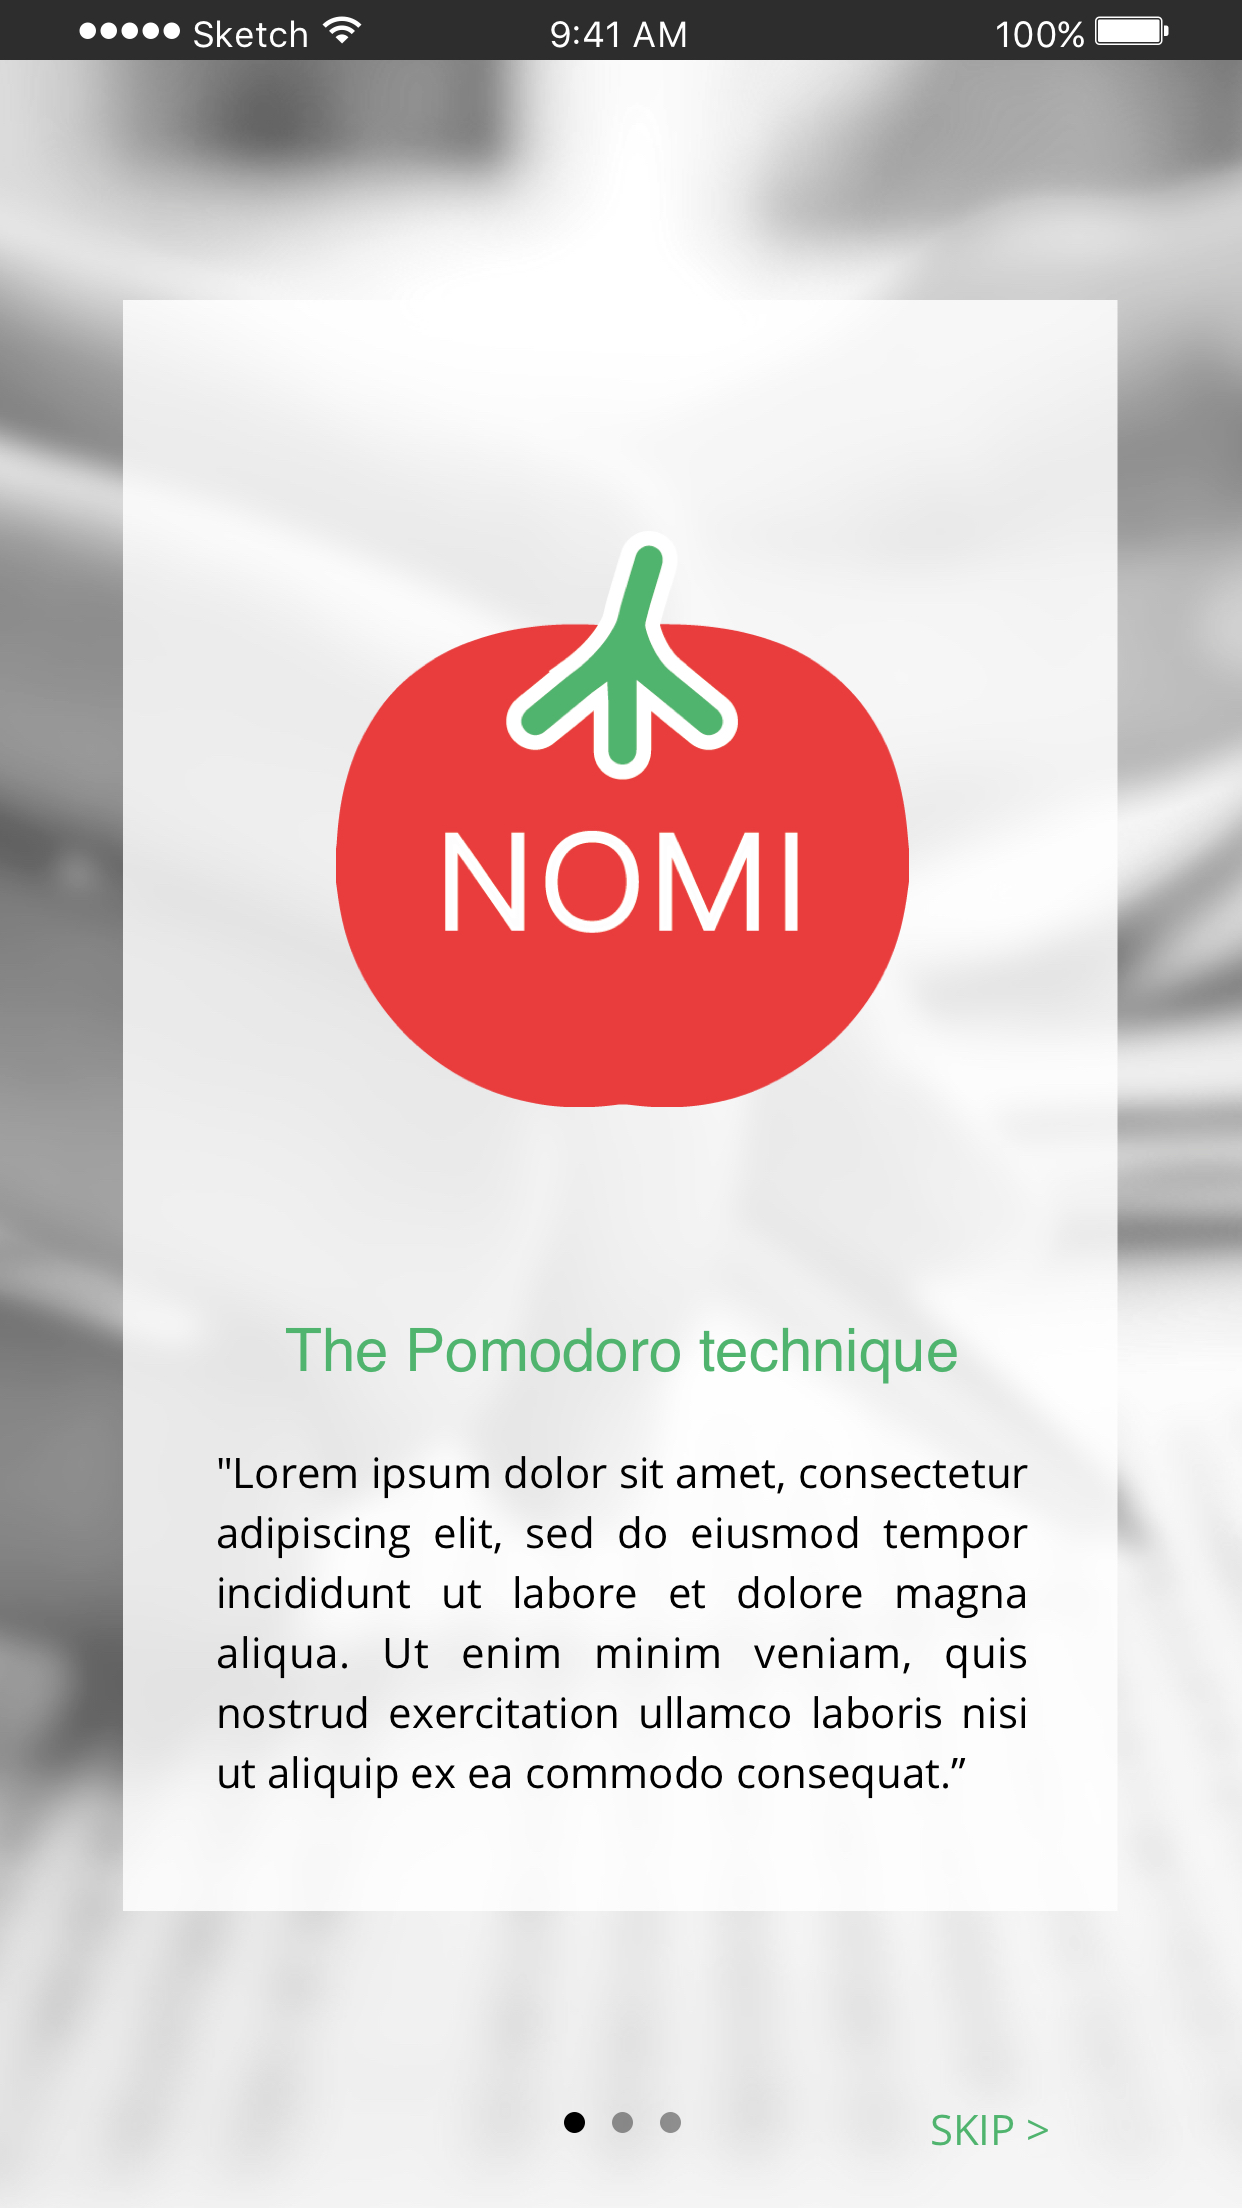 Sketch 9:41 AM 100%
NOMI
The Pomodoro technique
"Lorem ipsum dolor sit amet, consectetur
adipiscing elit, sed do eiusmod tempor
incididunt ut labore et dolore magna
aliqua. Ut enim minim veniam, quis
nostrud exercitation ullamco laboris nisi
ut aliquip ex ea commodo consequat.”
SKIP >